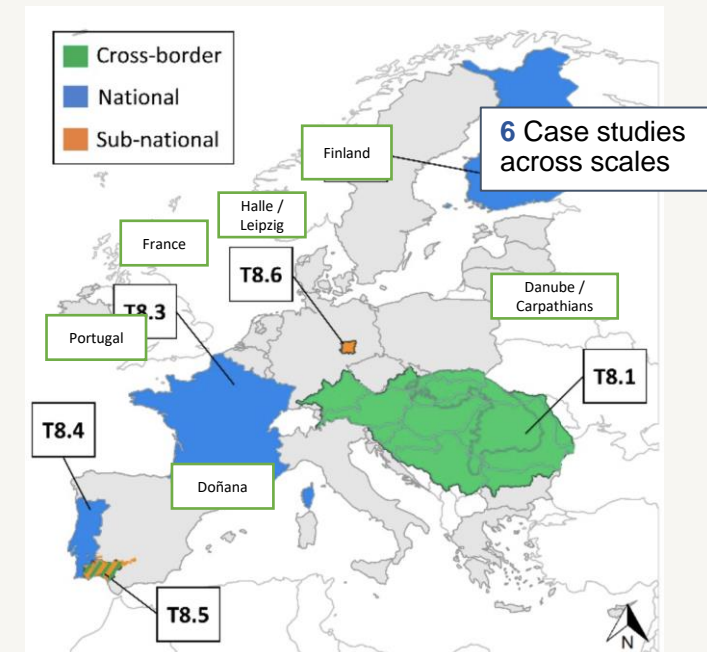 Cross-border
National
Sub-national
6 Case studies
across scales
Finland
Halle /
Leipzig
France
T8.6
Danube /
Carpathians
T8.3
Portugal
T8.1
T8.4
Doñana
T8.5
N